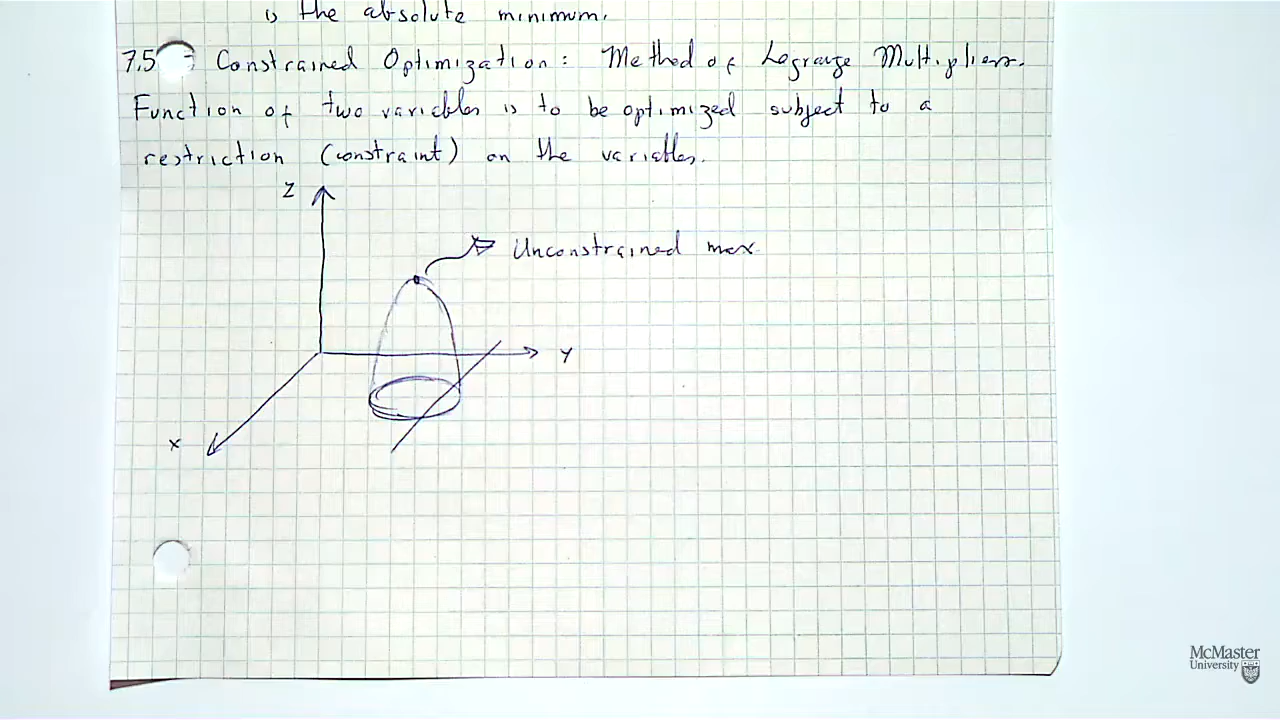 is the absolute minimum.
7.5 - Constrained Optimization: Method of Lagrange Multipliers.
Function of two variables is to be optimized subject to a
restriction (constraint) on the variables.
Z
Unconstrained max
Y
X
McMaster
University